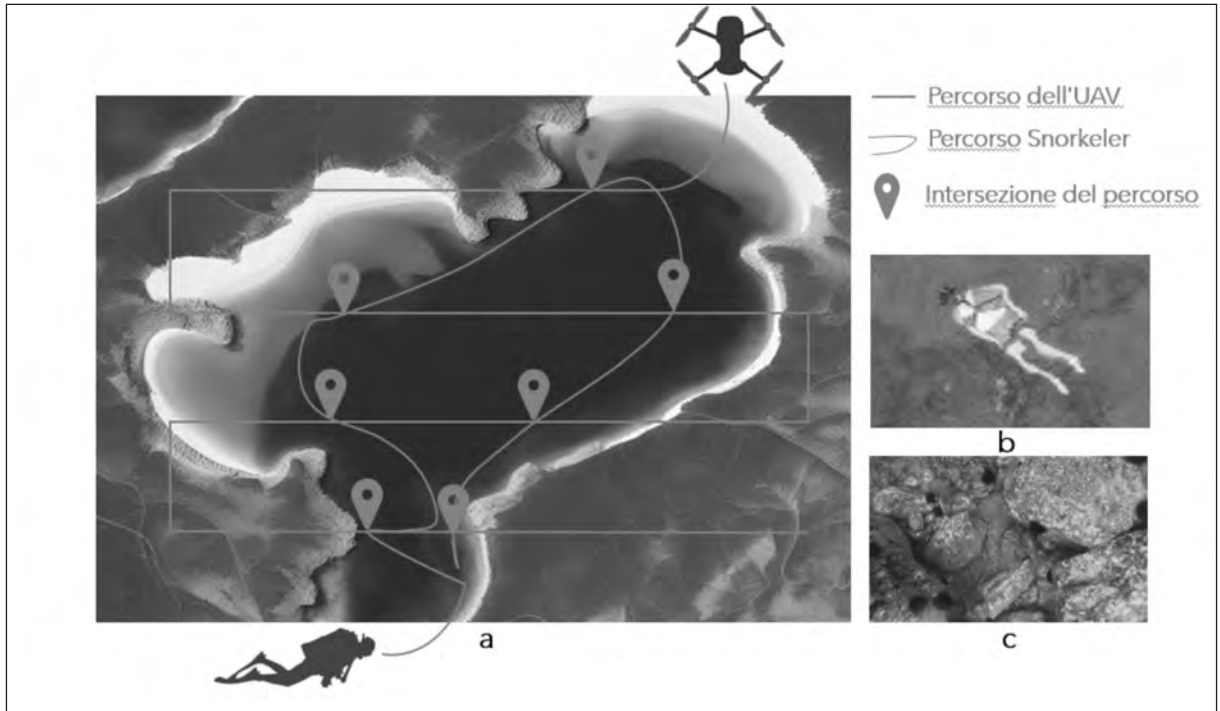 Percorso dell'UAV
Percorso Snorkeler
Intersezione del percorso
b
a
c